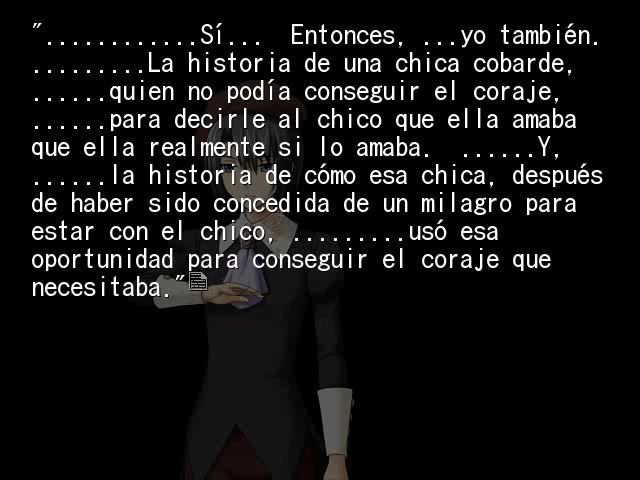 "............Sí...  Entonces, ...yo también.
.........La historia de una chica cobarde,
......quien no podía conseguir el coraje,
......para decirle al chico que ella amaba
que ella realmente si lo amaba.  ......Y,
......la historia de cómo esa chica, después
de haber sido concedida de un milagro para
estar con el chico, .........usó esa
oportunidad para conseguir el coraje que
necesitaba."